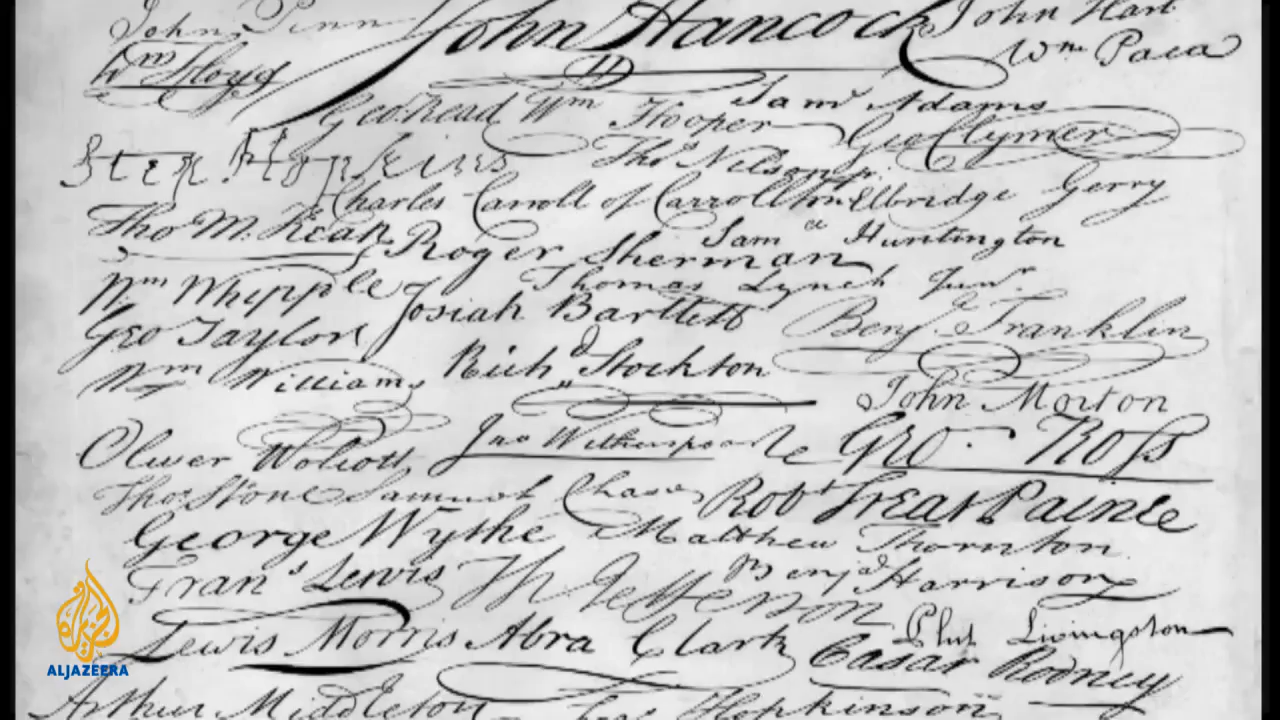 John Penn John Hancock John Hart
Wm Floyd Wm Paca
Geo Read Wm Hooper Saml Adams
Geo Clymer
Step Hopkins Thos Nelson jr.
Charles Carroll of Carrollton Elbridge Gerry
Tho M. Kean Roger Sherman Saml Huntington
Wm Whipple Thomas Lynch Junr.
Josiah Bartlett Benj. Franklin
Geo Taylor Richd Stockton
Wm Williams John Morton
Oliver Wolcott Jno Witherspoon Geo. Ross
Thos Stone Samuel Chase Robt Treat Paine
George Wythe Matthew Thornton
Frans Lewis Th Jefferson Benja Harrison
Lewis Morris Abra Clark Phil Livingston
Casar Rodney
Arthur Middleton Hopkinson
الجزيرة
ALJAZEERA